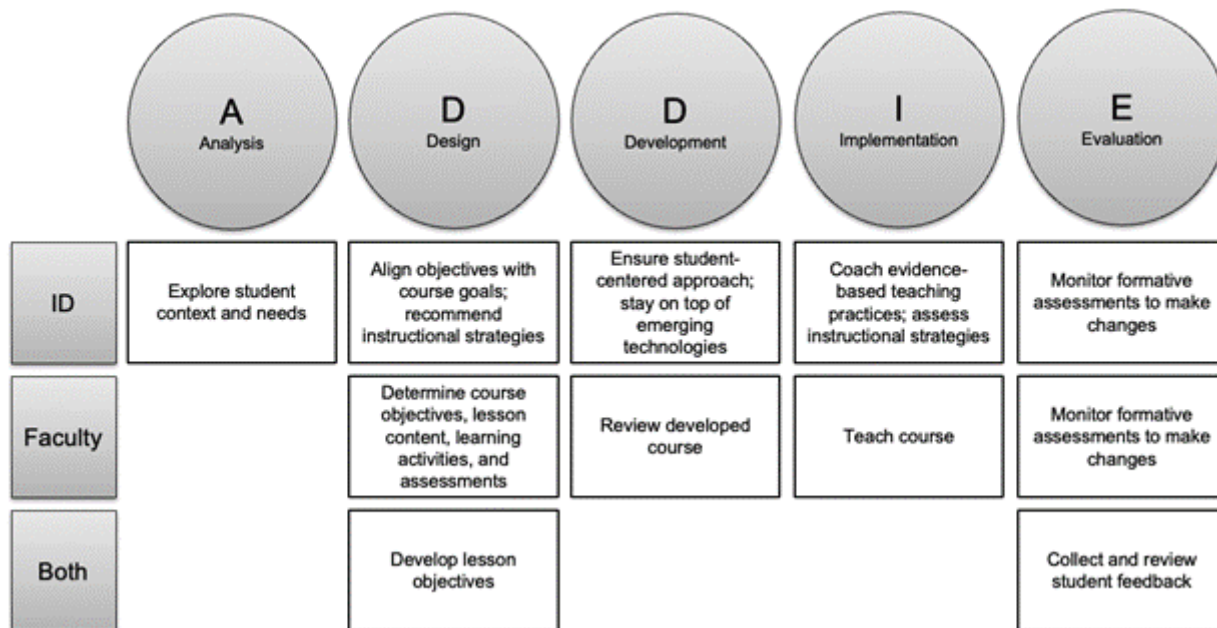 A
Analysis
D
Design
D
Development
I
Implementation
E
Evaluation
ID
Explore student
context and needs
Align objectives with
course goals;
recommend
instructional strategies
Ensure student-
centered approach;
stay on top of
emerging
technologies
Coach evidence-
based teaching
practices; assess
instructional strategies
Monitor formative
assessments to make
changes
Faculty
Determine course
objectives, lesson
content, learning
activities, and
assessments
Review developed
course
Teach course
Monitor formative
assessments to make
changes
Both
Develop lesson
objectives
Collect and review
student feedback